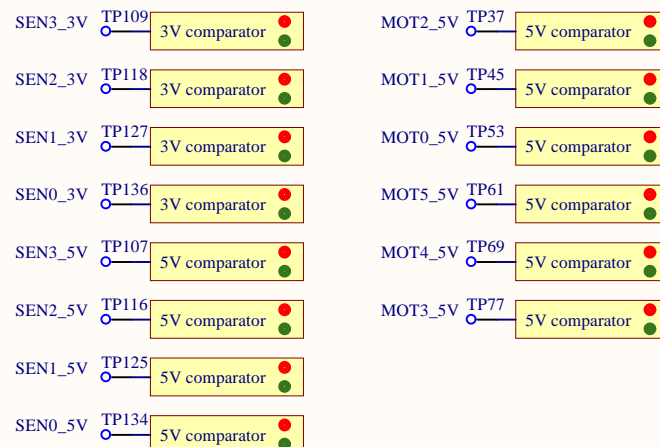 SEN3_3V TP109 3V comparator
SEN2_3V TP118 3V comparator
SEN1_3V TP127 3V comparator
SEN0_3V TP136 3V comparator
SEN3_5V TP107 5V comparator
SEN2_5V TP116 5V comparator
SEN1_5V TP125 5V comparator
SEN0_5V TP134 5V comparator
MOT2_5V TP37 5V comparator
MOT1_5V TP45 5V comparator
MOT0_5V TP53 5V comparator
MOT5_5V TP61 5V comparator
MOT4_5V TP69 5V comparator
MOT3_5V TP77 5V comparator